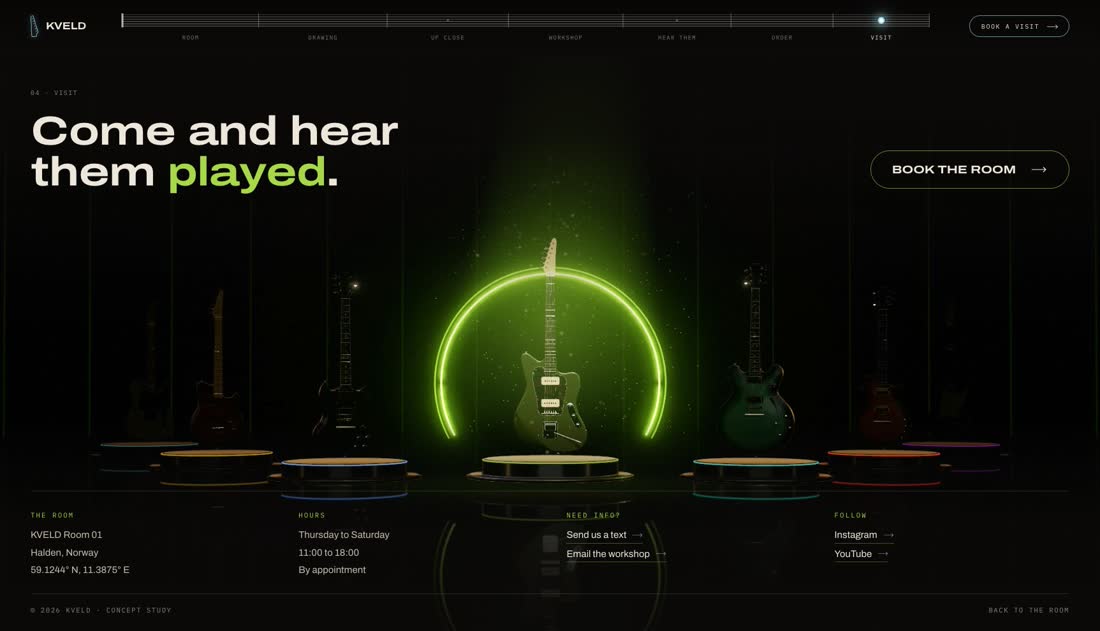 KVELD
ROOM
DRAWING
UP CLOSE
WORKSHOP
HEAR THEM
ORDER
VISIT
BOOK A VISIT →
04 · VISIT
Come and hear
them played.
BOOK THE ROOM →
THE ROOM
KVELD Room 01
Halden, Norway
59.1244° N, 11.3875° E
HOURS
Thursday to Saturday
11:00 to 18:00
By appointment
NEED INFO?
Send us a text →
Email the workshop →
FOLLOW
Instagram →
YouTube →
© 2026 KVELD · CONCEPT STUDY
BACK TO THE ROOM